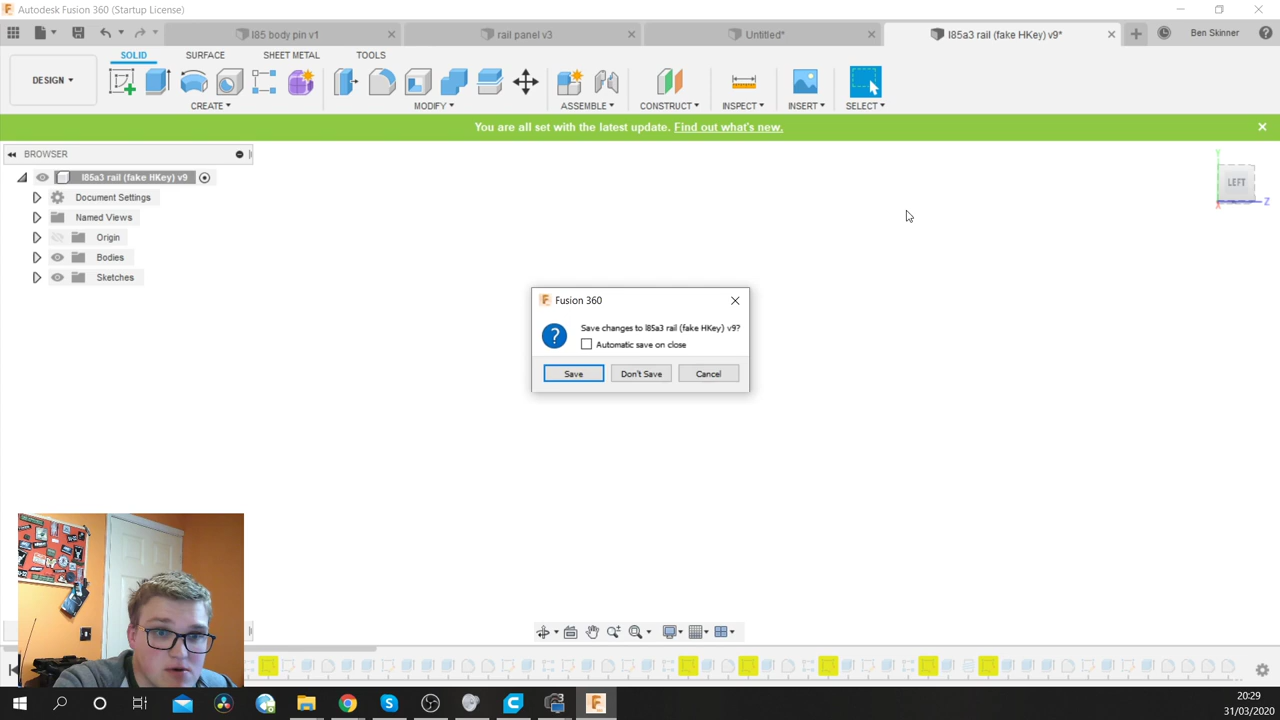 Autodesk Fusion 360 (Startup License)
I85 body pin v1
rail panel v3
Untitled*
l85a3 rail (fake HKey) v9*
Ben Skinner
SOLID
SURFACE
SHEET METAL
TOOLS
DESIGN ▾
CREATE ▾
MODIFY ▾
ASSEMBLE ▾
CONSTRUCT ▾
INSPECT ▾
INSERT ▾
SELECT ▾
You are all set with the latest update. Find out what's new.
BROWSER
l85a3 rail (fake HKey) v9
Document Settings
Named Views
Origin
Bodies
Sketches
Y
LEFT
Z
Fusion 360
Save changes to l85a3 rail (fake HKey) v9?
Automatic save on close
Save
Don't Save
Cancel
20:29
31/03/2020